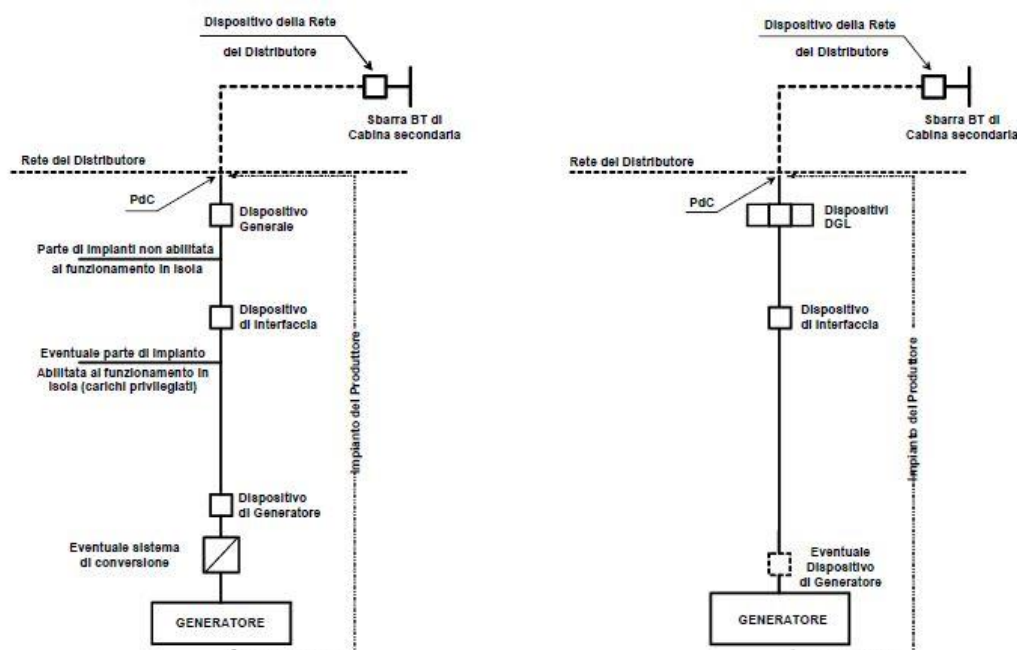 Dispositivo della Rete
del Distributore
Sbarra BT di
Cabina secondaria
Rete del Distributore
PdC
Dispositivo
Generale
Parte di impianti non abilitata
al funzionamento in isola
Dispositivo
di Interfaccia
Eventuale parte di impianto
Abilitata al funzionamento in
isola (carichi privilegiati)
Impianto del Produttore
Dispositivo
di Generatore
Eventuale sistema
di conversione
GENERATORE
Dispositivo della Rete
del Distributore
Sbarra BT di
Cabina secondaria
Rete del Distributore
PdC
Dispositivi
DGL
Dispositivo
di Interfaccia
Impianto del Produttore
Eventuale
Dispositivo
di Generatore
GENERATORE